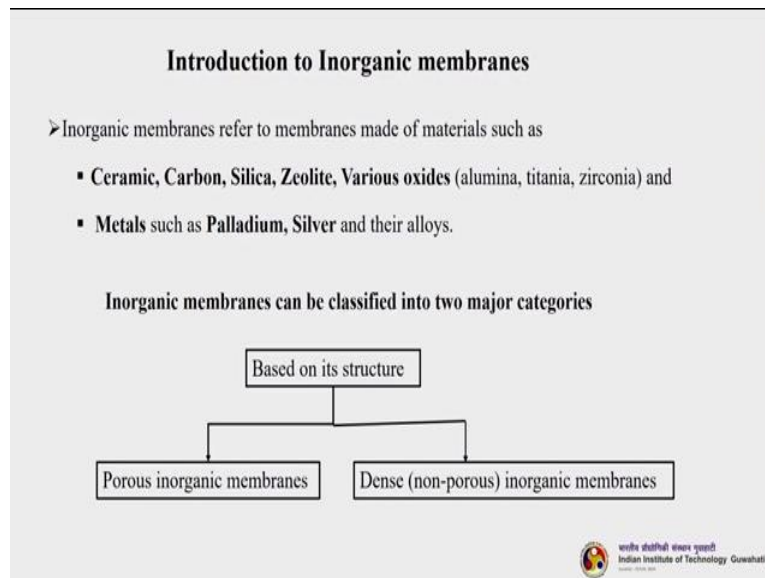 Introduction to Inorganic membranes
➢Inorganic membranes refer to membranes made of materials such as
▪ Ceramic, Carbon, Silica, Zeolite, Various oxides (alumina, titania, zirconia) and
▪ Metals such as Palladium, Silver and their alloys.
Inorganic membranes can be classified into two major categories
Based on its structure
Porous inorganic membranes
Dense (non-porous) inorganic membranes
भारतीय प्रौद्योगिकी संस्थान गुवाहाटी
Indian Institute of Technology Guwahati